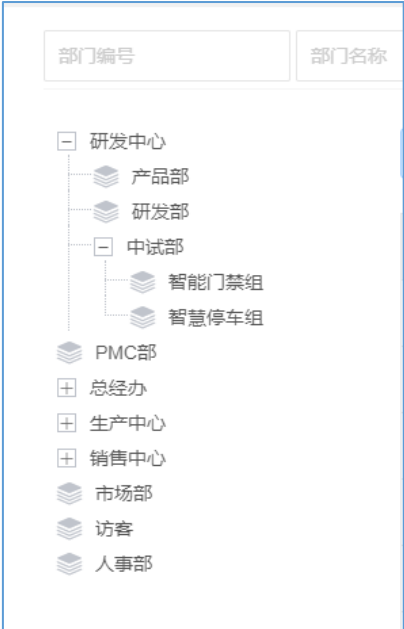 部门编号 部门名称
研发中心
产品部
研发部
中试部
智能门禁组
智慧停车组
PMC部
总经办
生产中心
销售中心
市场部
访客
人事部